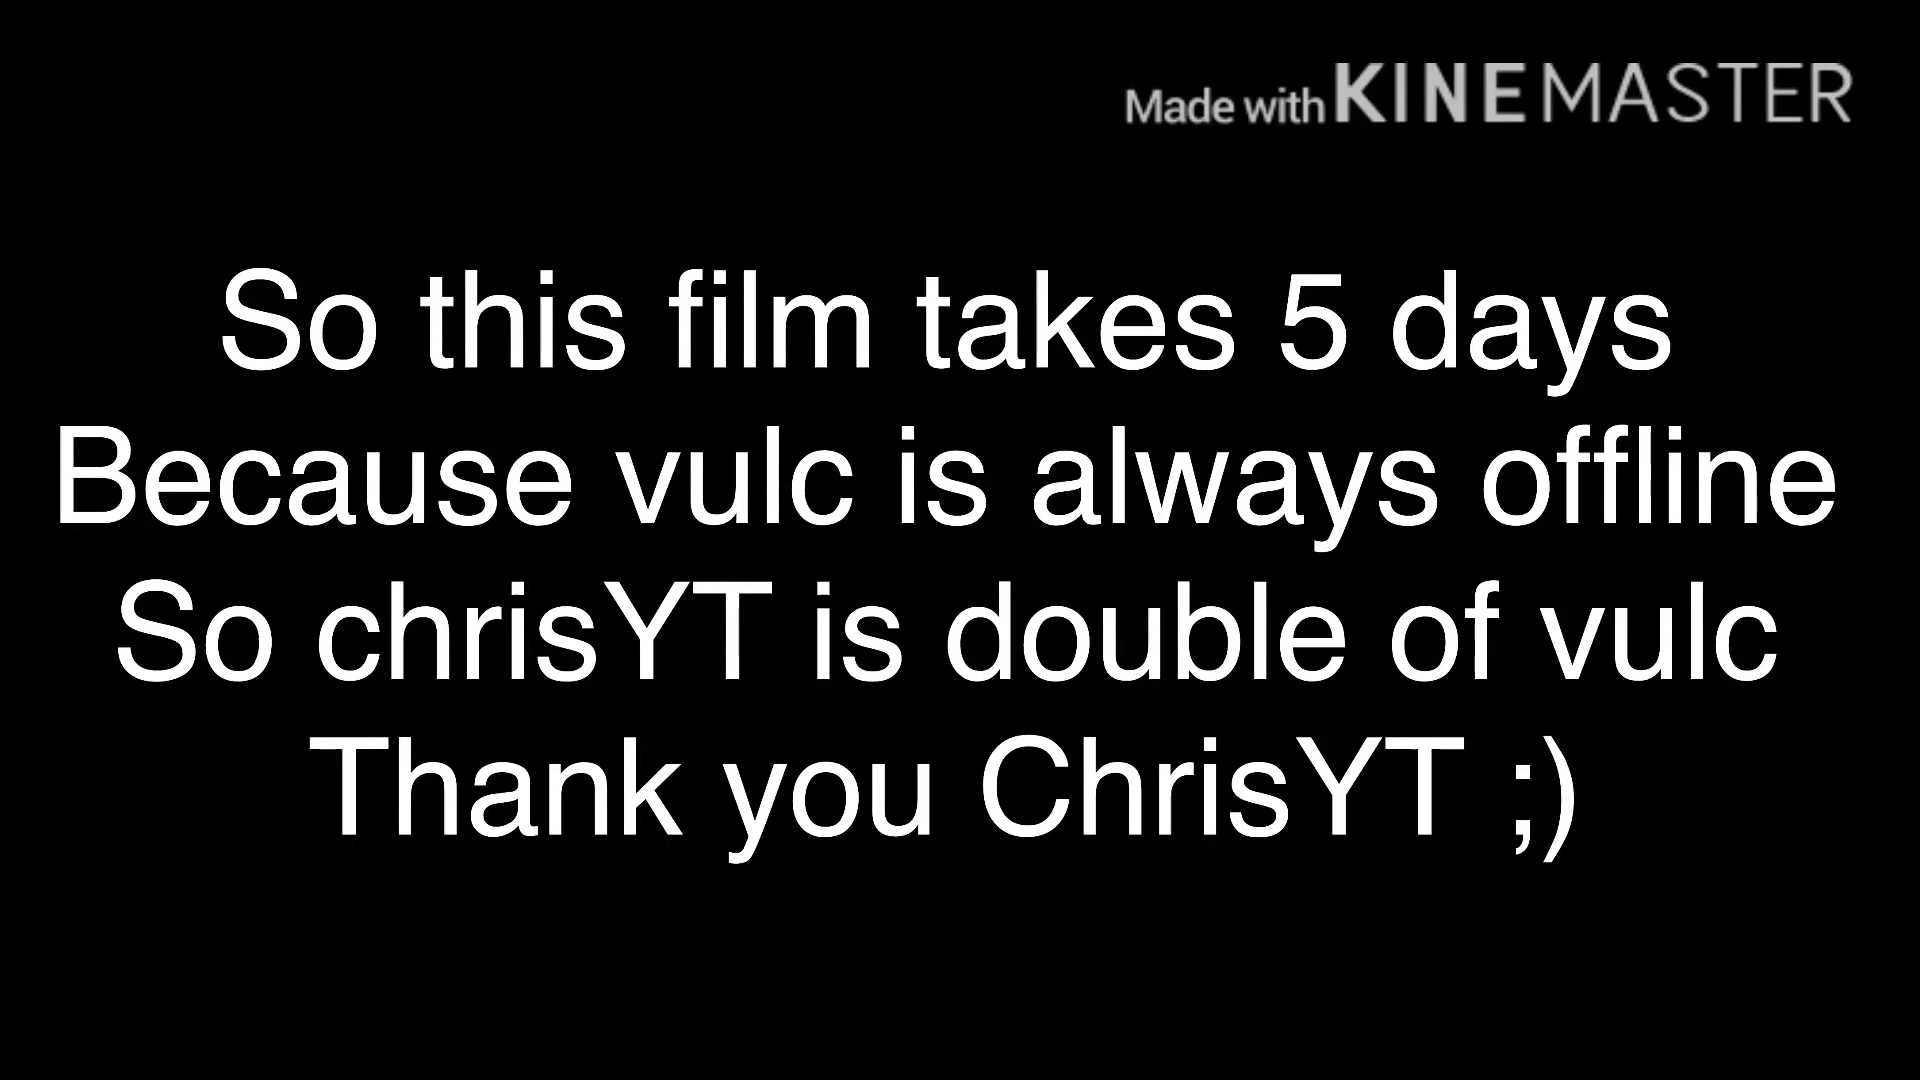 Made with KINEMASTER
So this film takes 5 days
Because vulc is always offline
So chrisYT is double of vulc
Thank you ChrisYT ;)